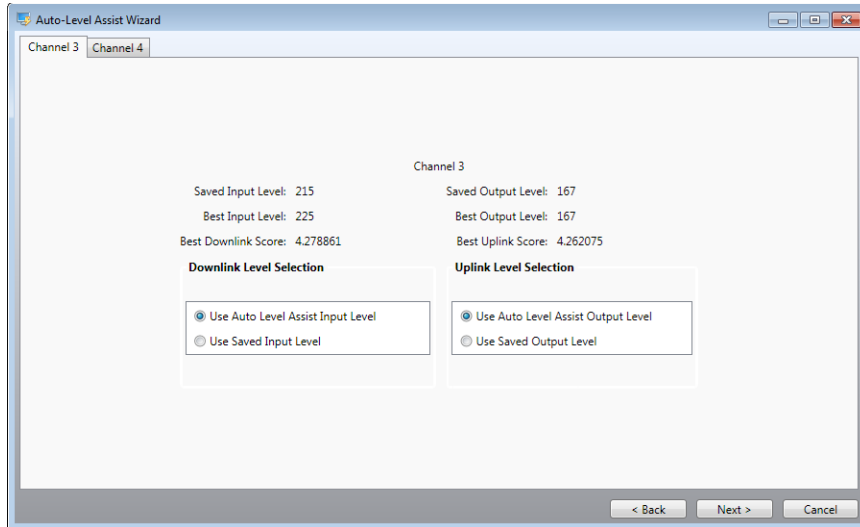 Auto-Level Assist Wizard
Channel 3 Channel 4
Channel 3
Saved Input Level: 215 Saved Output Level: 167
Best Input Level: 225 Best Output Level: 167
Best Downlink Score: 4.278861 Best Uplink Score: 4.262075
Downlink Level Selection Uplink Level Selection
Use Auto Level Assist Input Level Use Auto Level Assist Output Level
Use Saved Input Level Use Saved Output Level
< Back Next > Cancel